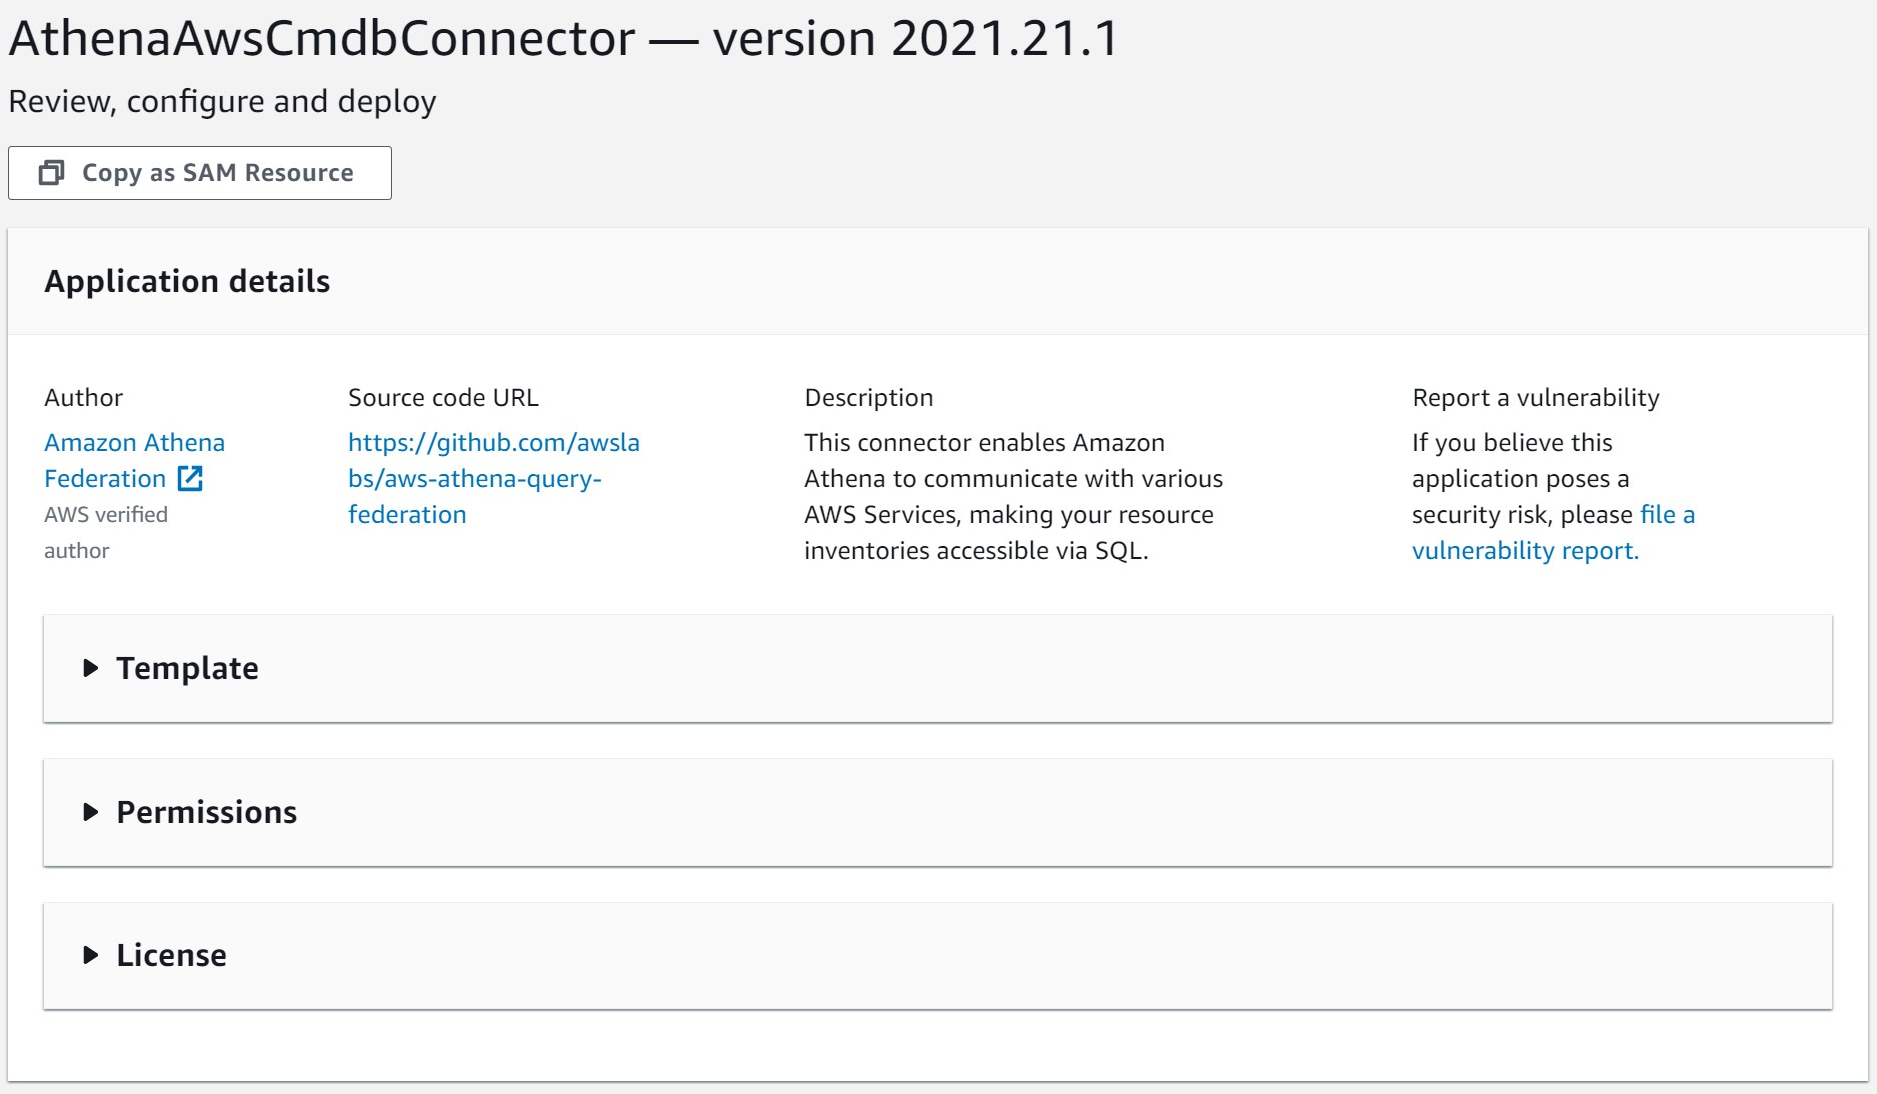 AthenaAwsCmdbConnector — version 2021.21.1
Review, configure and deploy
Copy as SAM Resource
Application details
Author
Amazon Athena
Federation
AWS verified
author
Source code URL
https://github.com/awsla
bs/aws-athena-query-
federation
Description
This connector enables Amazon
Athena to communicate with various
AWS Services, making your resource
inventories accessible via SQL.
Report a vulnerability
If you believe this
application poses a
security risk, please file a
vulnerability report.
Template
Permissions
License